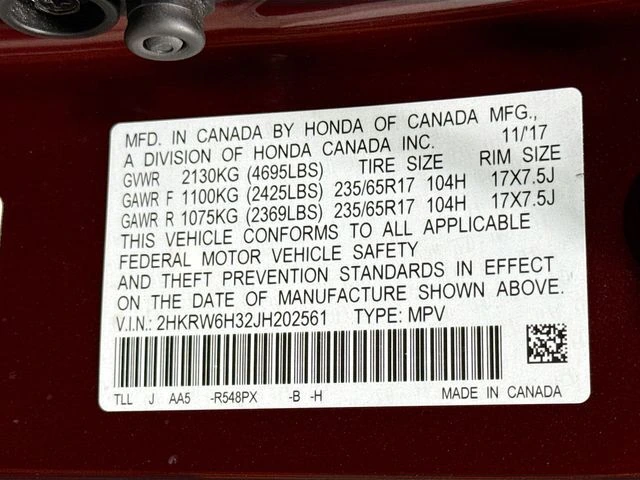 MFD. IN CANADA BY HONDA OF CANADA MFG.,
A DIVISION OF HONDA CANADA INC. 11/17
GVWR 2130KG (4695LBS) TIRE SIZE RIM SIZE
GAWR F 1100KG (2425LBS) 235/65R17 104H 17X7.5J
GAWR R 1075KG (2369LBS) 235/65R17 104H 17X7.5J
THIS VEHICLE CONFORMS TO ALL APPLICABLE
FEDERAL MOTOR VEHICLE SAFETY
AND THEFT PREVENTION STANDARDS IN EFFECT
ON THE DATE OF MANUFACTURE SHOWN ABOVE.
V.I.N.: 2HKRW6H32JH202561 TYPE: MPV
TLL J AA5 -R548PX -B -H MADE IN CANADA